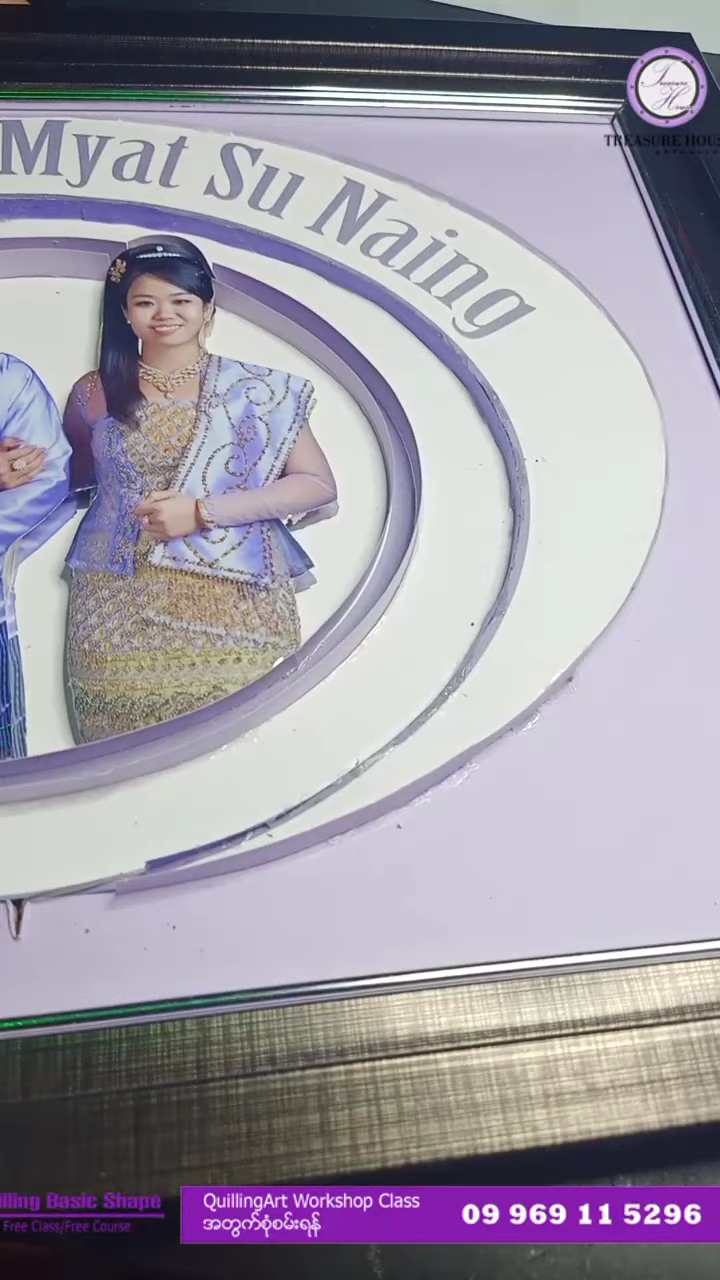 Myat Su Naing
TREASURE HOUS
illing Basic Shape
Free Class/Free Course
QuillingArt Workshop Class
အတွက်စုံစမ်းရန်
09 969 11 5296